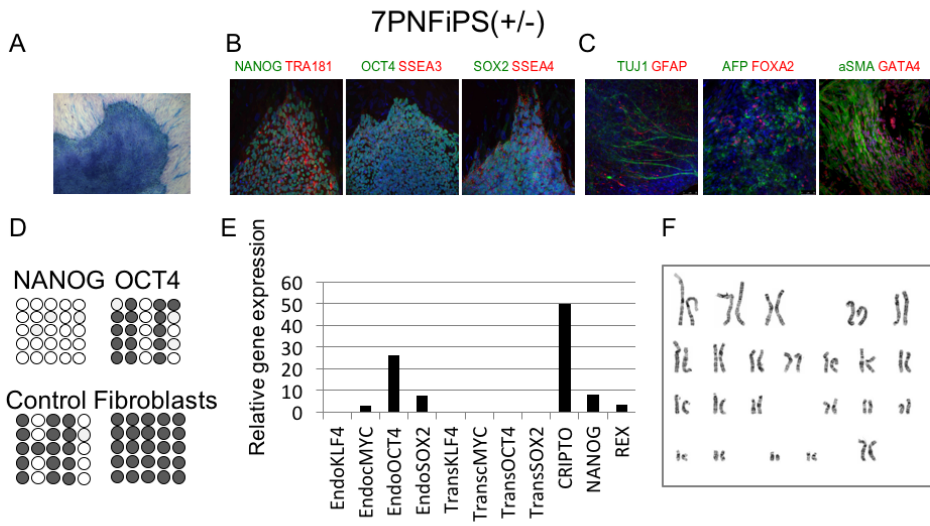 7PNFiPS(+/-)
A
B
C
NANOG TRA181
OCT4 SSEA3
SOX2 SSEA4
TUJ1 GFAP
AFP FOXA2
aSMA GATA4
D
E
F
NANOG OCT4
Control Fibroblasts
Relative gene expression
60
50
40
30
20
10
0
EndoKLF4
EndocMYC
EndoOCT4
EndoSOX2
TransKLF4
TranscMYC
TransOCT4
TransSOX2
CRIPTO
NANOG
REX